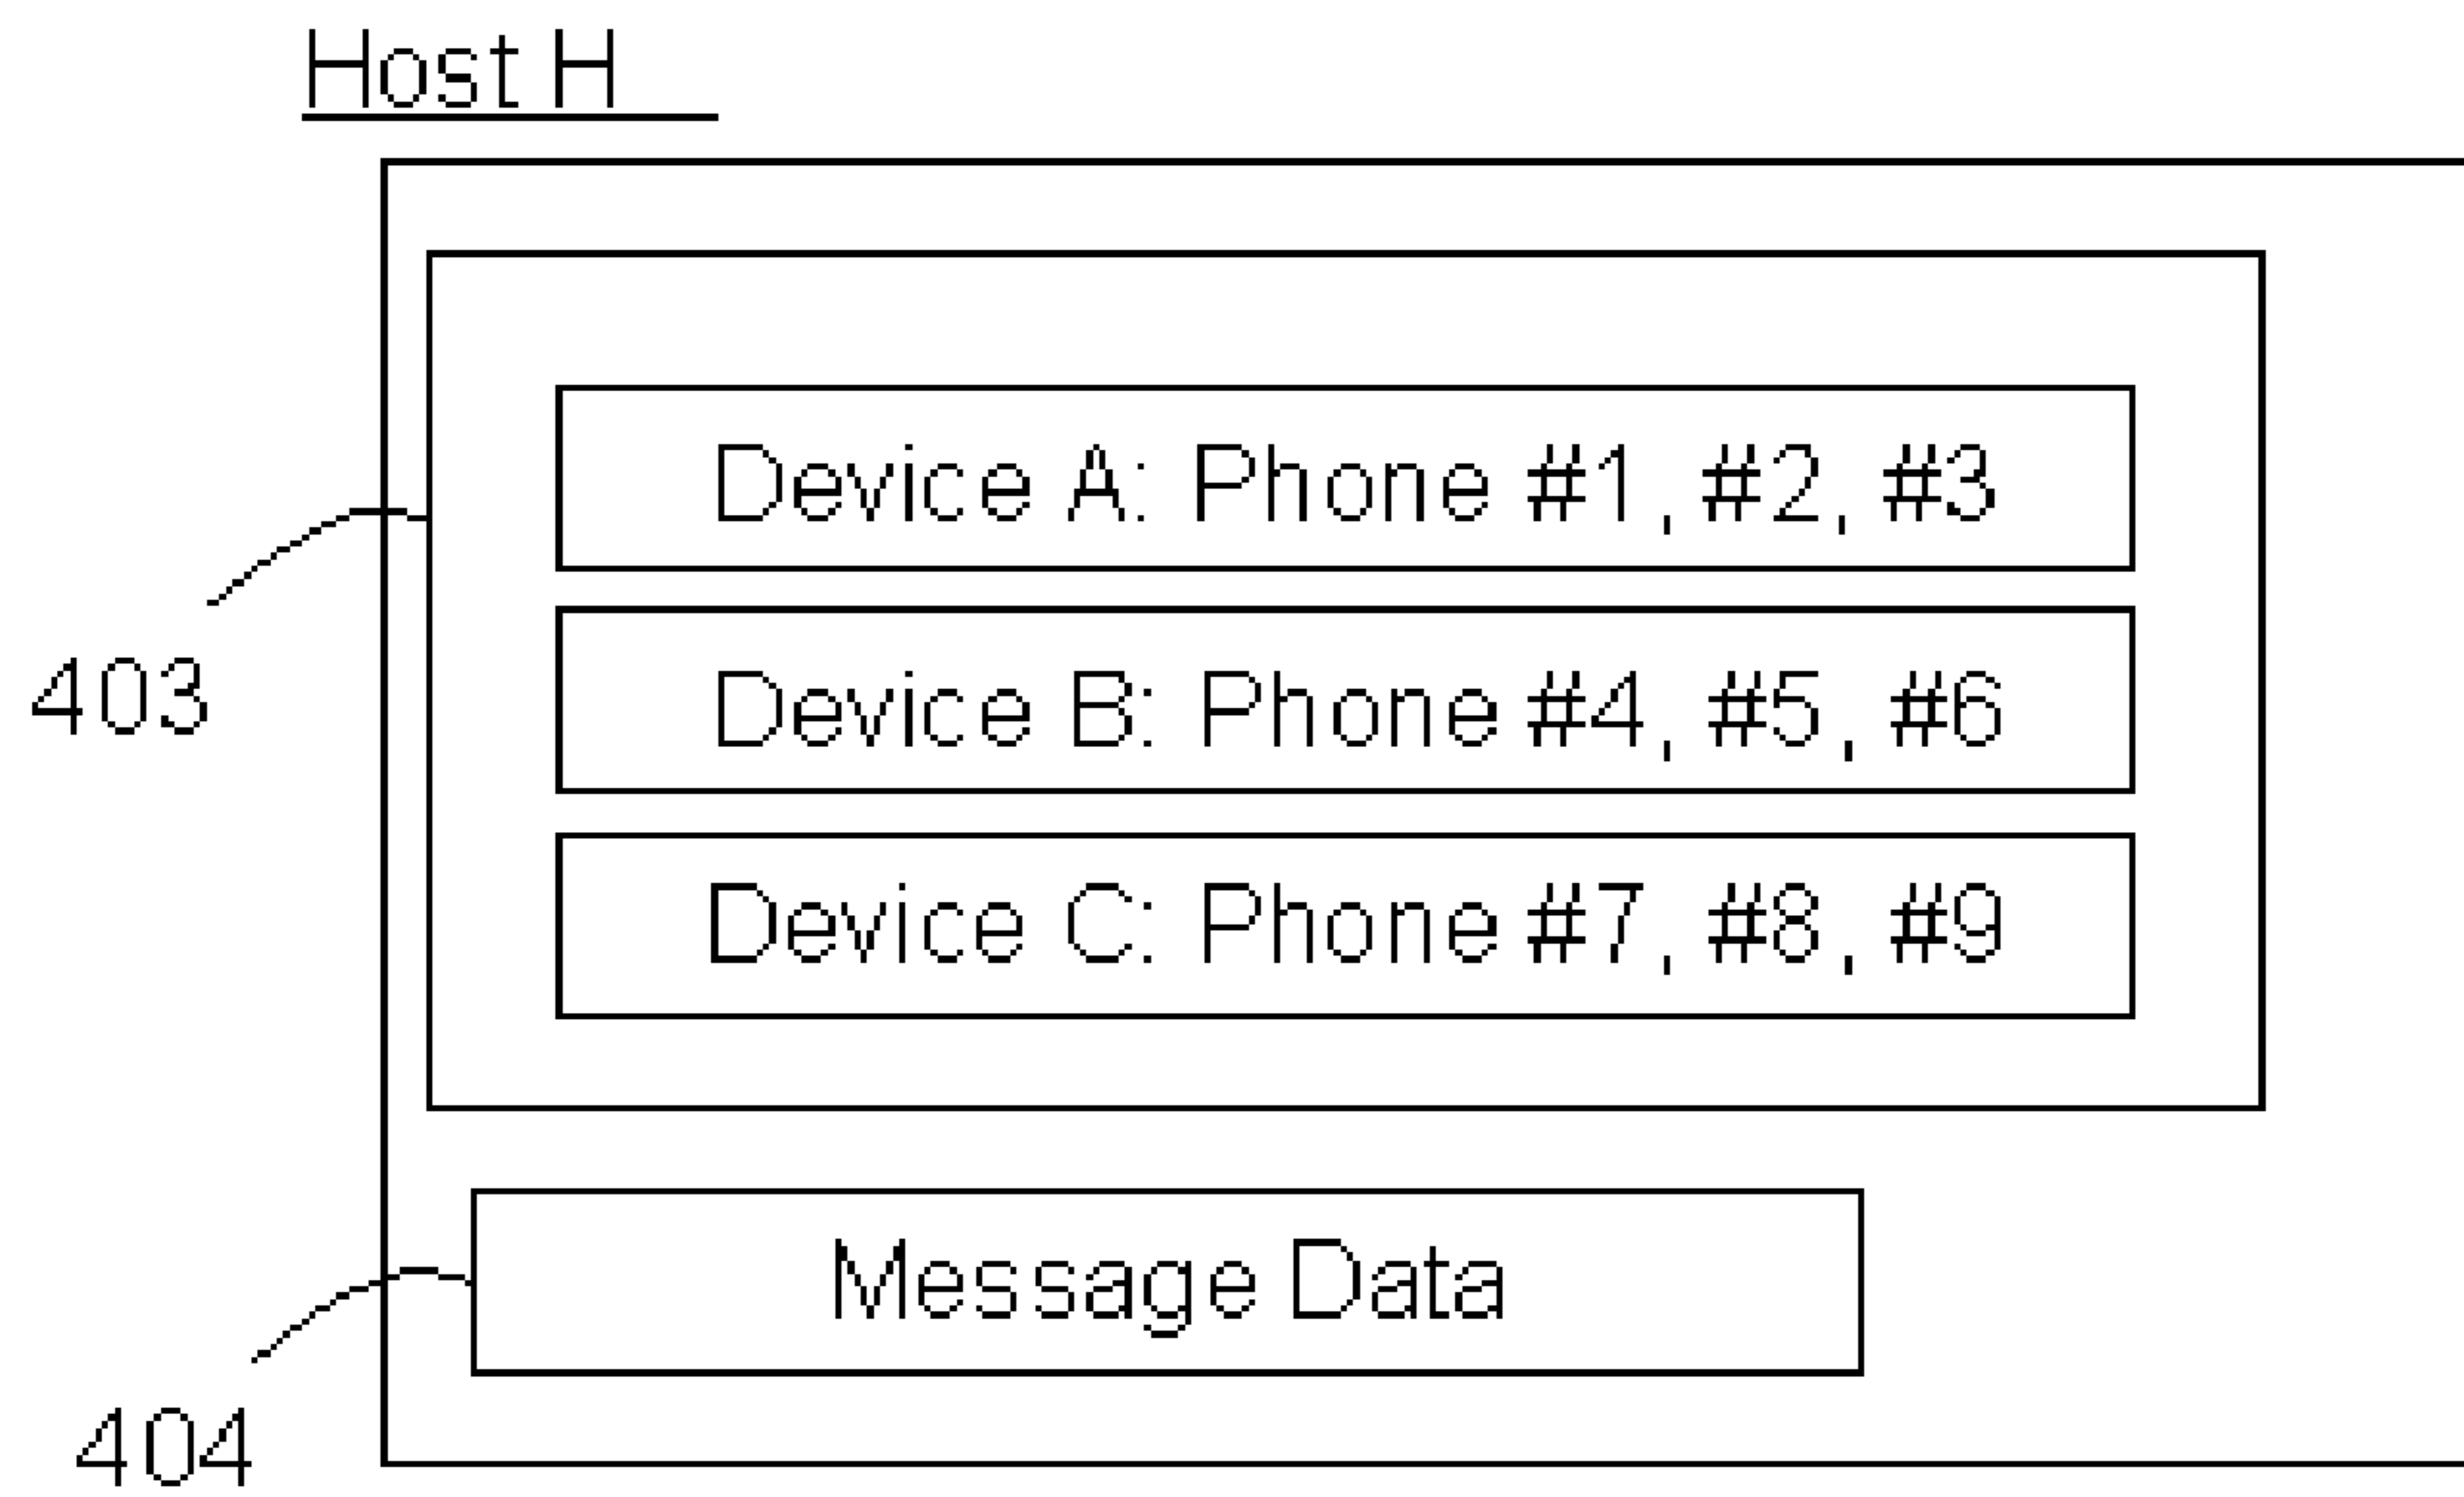 Host H
Device A: Phone #1, #2, #3
403
Device B: Phone #4, #5, #6
Device C: Phone #7, #8, #9
Message Data
404